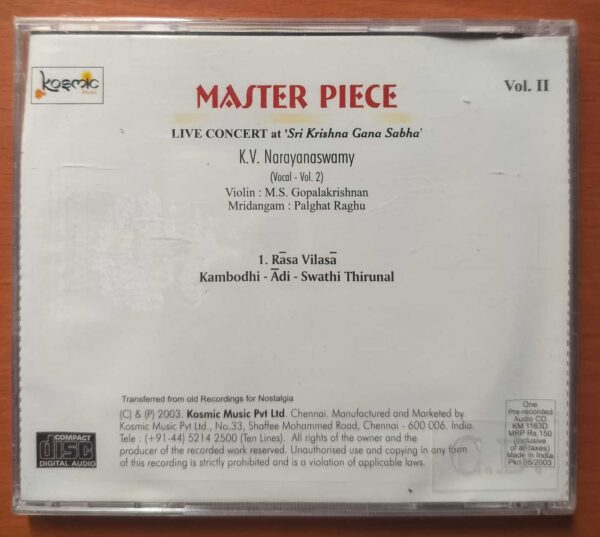 Kosmic
Music
MASTER PIECE
Vol. II
LIVE CONCERT at 'Sri Krishna Gana Sabha'
K.V. Narayanaswamy
(Vocal - Vol. 2)
Violin : M.S. Gopalakrishnan
Mridangam : Palghat Raghu
1. Rāsa Vilasā
Kambodhi - Ādi - Swathi Thirunal
Transferred from old Recordings for Nostalgia
(C) & (P) 2003. Kosmic Music Pvt Ltd. Chennai. Manufactured and Marketed by
Kosmic Music Pvt Ltd., No.33, Shaffee Mohammed Road, Chennai - 600 006. India.
Tele : (+91-44) 5214 2500 (Ten Lines). All rights of the owner and the
producer of the recorded work reserved. Unauthorised use and copying in any form
of this recording is strictly prohibited and is a violation of applicable laws.
COMPACT
disc
DIGITAL AUDIO
One
Pre-recorded
Audio CD
KM 1163D
MRP Rs.150
(Inclusive
of all taxes)
Made in India
Pkd.05/2003